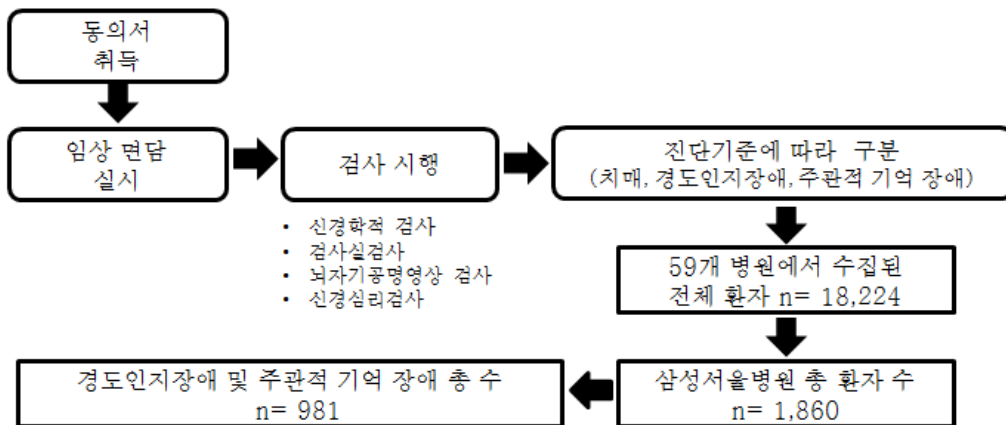 동의서
취득
임상 면담
실시
검사 시행
• 신경학적 검사
• 검사실검사
• 뇌자기공명영상 검사
• 신경심리검사
진단기준에 따라 구분
(치매, 경도인지장애,주관적 기억 장애)
59개 병원에서 수집된
전체 환자 n= 18,224
삼성서울병원 총 환자 수
n= 1,860
경도인지장애 및 주관적 기억 장애 총 수
n= 981